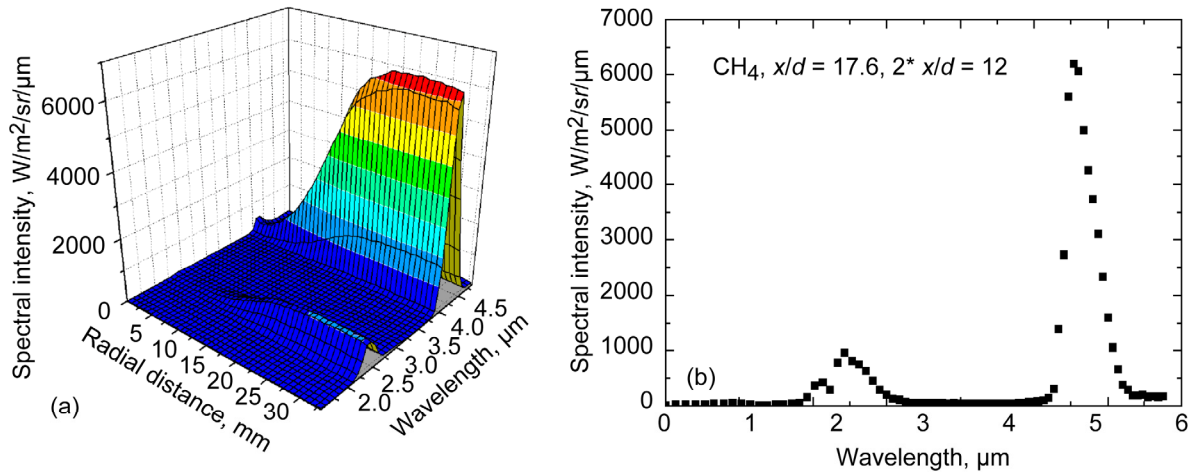 Spectral intensity, W/m2/sr/µm
6000
4000
2000
0
5
10
15
20
25
30
Radial distance, mm
2.0
2.5
3.0
3.5
4.0
4.5
Wavelength, µm
(a)
Spectral intensity, W/m2/sr/µm
7000
6000
5000
4000
3000
2000
1000
0
CH4, x/d = 17.6, 2* x/d = 12
(b)
0 1 2 3 4 5 6
Wavelength, µm